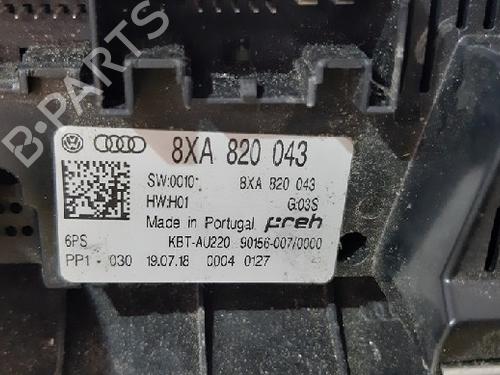 B-PARTS
8XA 820 043
SW:0010 8XA 820 043
HW:H01 G:03S
Made in Portugal Preh
6PS KBT-AU220 90156-007/0000
PP1 - 030 19.07.18 0004 0127